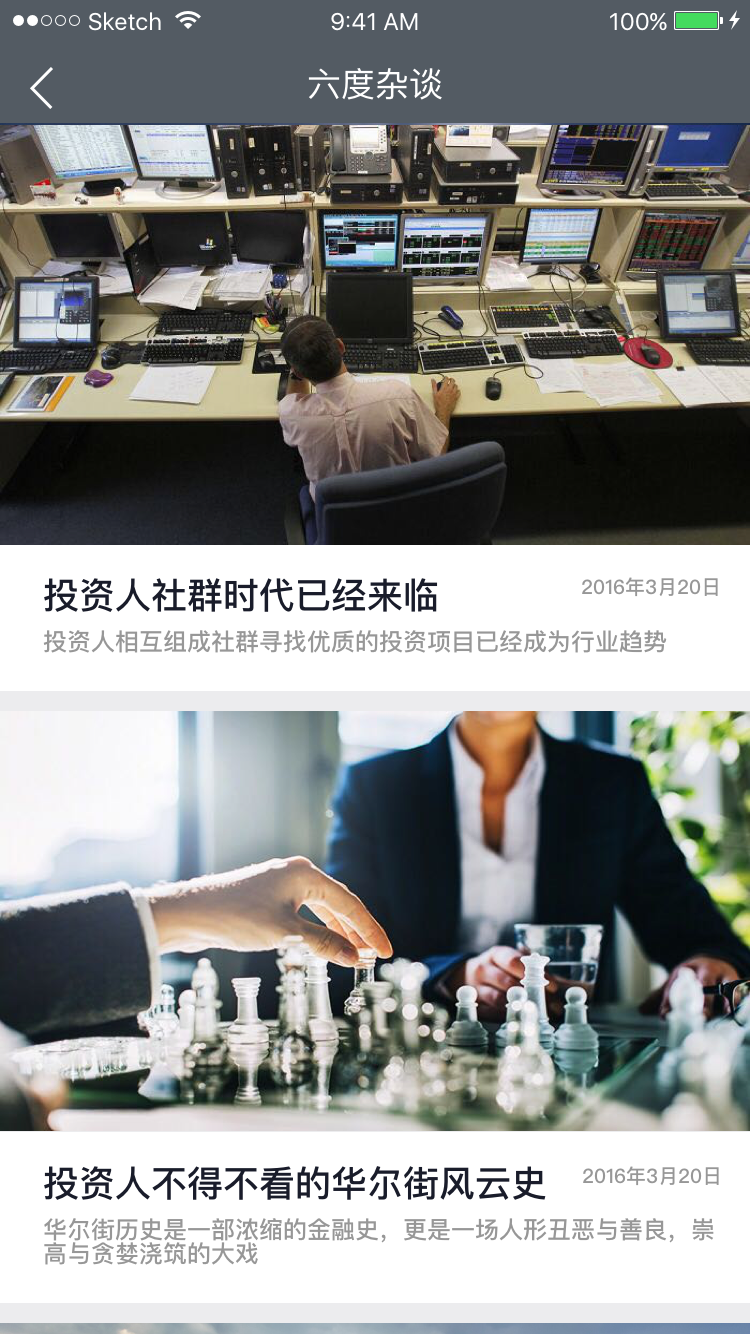 Sketch 9:41 AM 100%
六度杂谈
投资人社群时代已经来临 2016年3月20日
投资人相互组成社群寻找优质的投资项目已经成为行业趋势
投资人不得不看的华尔街风云史 2016年3月20日
华尔街历史是一部浓缩的金融史，更是一场人形丑恶与善良，崇
高与贪婪浇筑的大戏